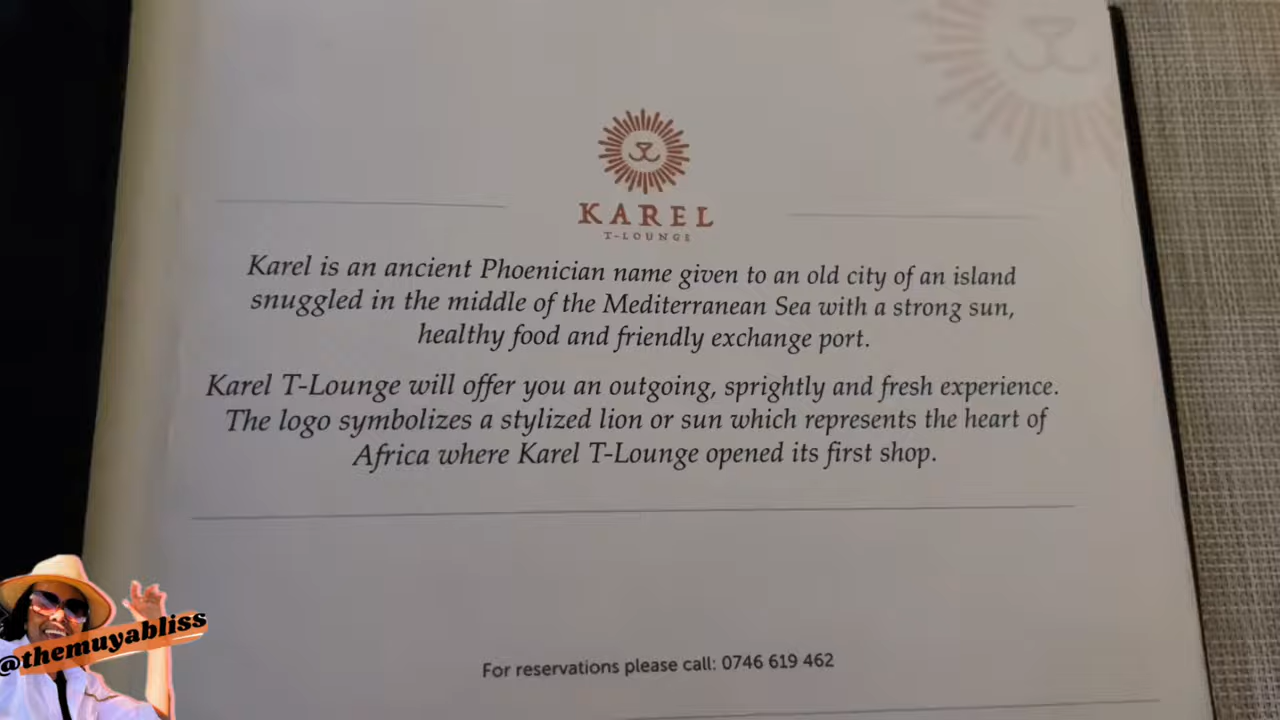 KAREL
T-LOUNGE
Karel is an ancient Phoenician name given to an old city of an island
snuggled in the middle of the Mediterranean Sea with a strong sun,
healthy food and friendly exchange port.
Karel T-Lounge will offer you an outgoing, sprightly and fresh experience.
The logo symbolizes a stylized lion or sun which represents the heart of
Africa where Karel T-Lounge opened its first shop.
For reservations please call: 0746 619 462
@themuyabliss